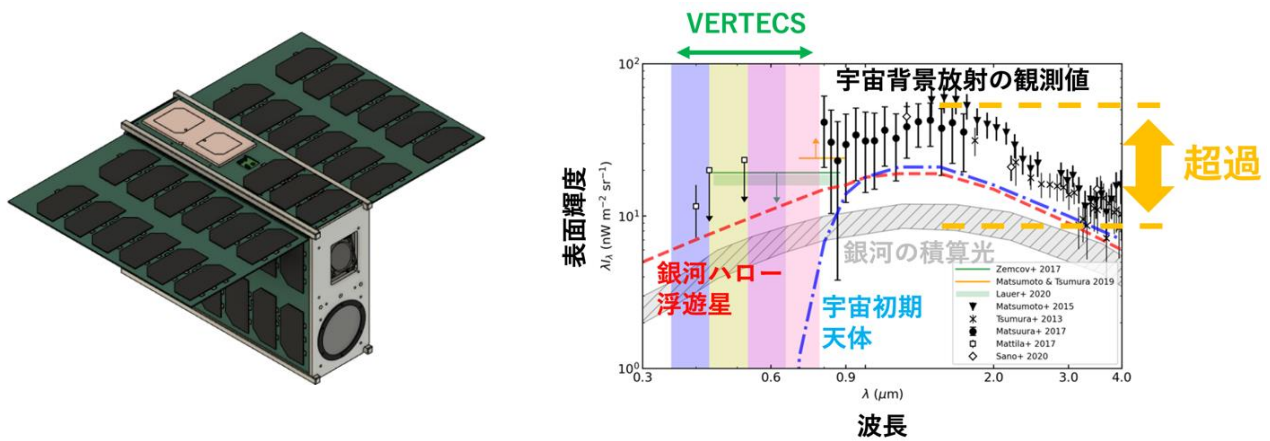 VERTECS
10²
宇宙背景放射の観測値
超過
表面輝度
λIλ (nW m⁻² sr⁻¹)
10¹
銀河の積算光
銀河ハロー
浮遊星
宇宙初期
天体
Zemcov+ 2017
Matsumoto & Tsumura 2019
Lauer+ 2020
Matsumoto+ 2015
Tsumura+ 2013
Matsuura+ 2017
Mattila+ 2017
Sano+ 2020
10⁰
0.3 0.6 0.9 2.0 3.0 4.0
λ (μm)
波長